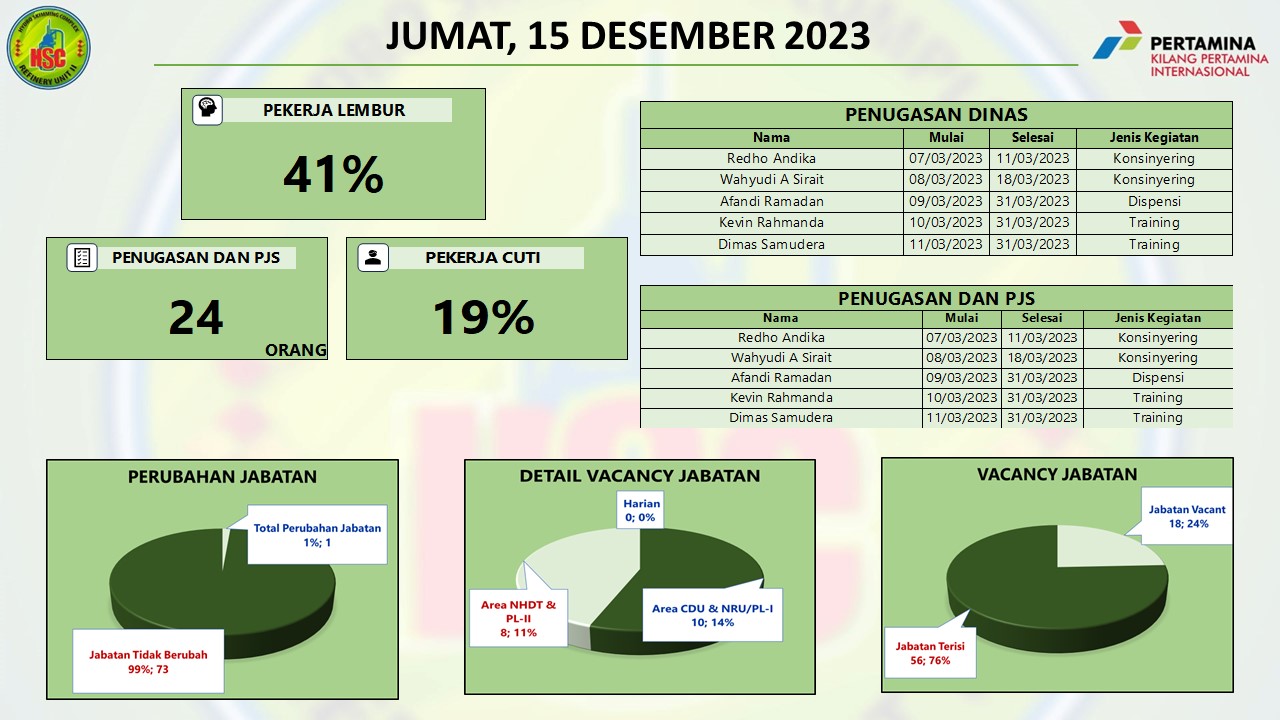 HYDRO SKIMMING COMPLEX
HSC
REFINERY UNIT II
JUMAT, 15 DESEMBER 2023
PERTAMINA
KILANG PERTAMINA
INTERNASIONAL
PEKERJA LEMBUR
41%
PENUGASAN DAN PJS
24
ORANG
PEKERJA CUTI
19%
PENUGASAN DINAS
Nama Mulai Selesai Jenis Kegiatan
Redho Andika 07/03/2023 11/03/2023 Konsinyering
Wahyudi A Sirait 08/03/2023 18/03/2023 Konsinyering
Afandi Ramadan 09/03/2023 31/03/2023 Dispensi
Kevin Rahmanda 10/03/2023 31/03/2023 Training
Dimas Samudera 11/03/2023 31/03/2023 Training
PENUGASAN DAN PJS
Nama Mulai Selesai Jenis Kegiatan
Redho Andika 07/03/2023 11/03/2023 Konsinyering
Wahyudi A Sirait 08/03/2023 18/03/2023 Konsinyering
Afandi Ramadan 09/03/2023 31/03/2023 Dispensi
Kevin Rahmanda 10/03/2023 31/03/2023 Training
Dimas Samudera 11/03/2023 31/03/2023 Training
PERUBAHAN JABATAN
Total Perubahan Jabatan
1%; 1
Jabatan Tidak Berubah
99%; 73
DETAIL VACANCY JABATAN
Harian
0; 0%
Area NHDT &
PL-II
8; 11%
Area CDU & NRU/PL-I
10; 14%
VACANCY JABATAN
Jabatan Vacant
18; 24%
Jabatan Terisi
56; 76%